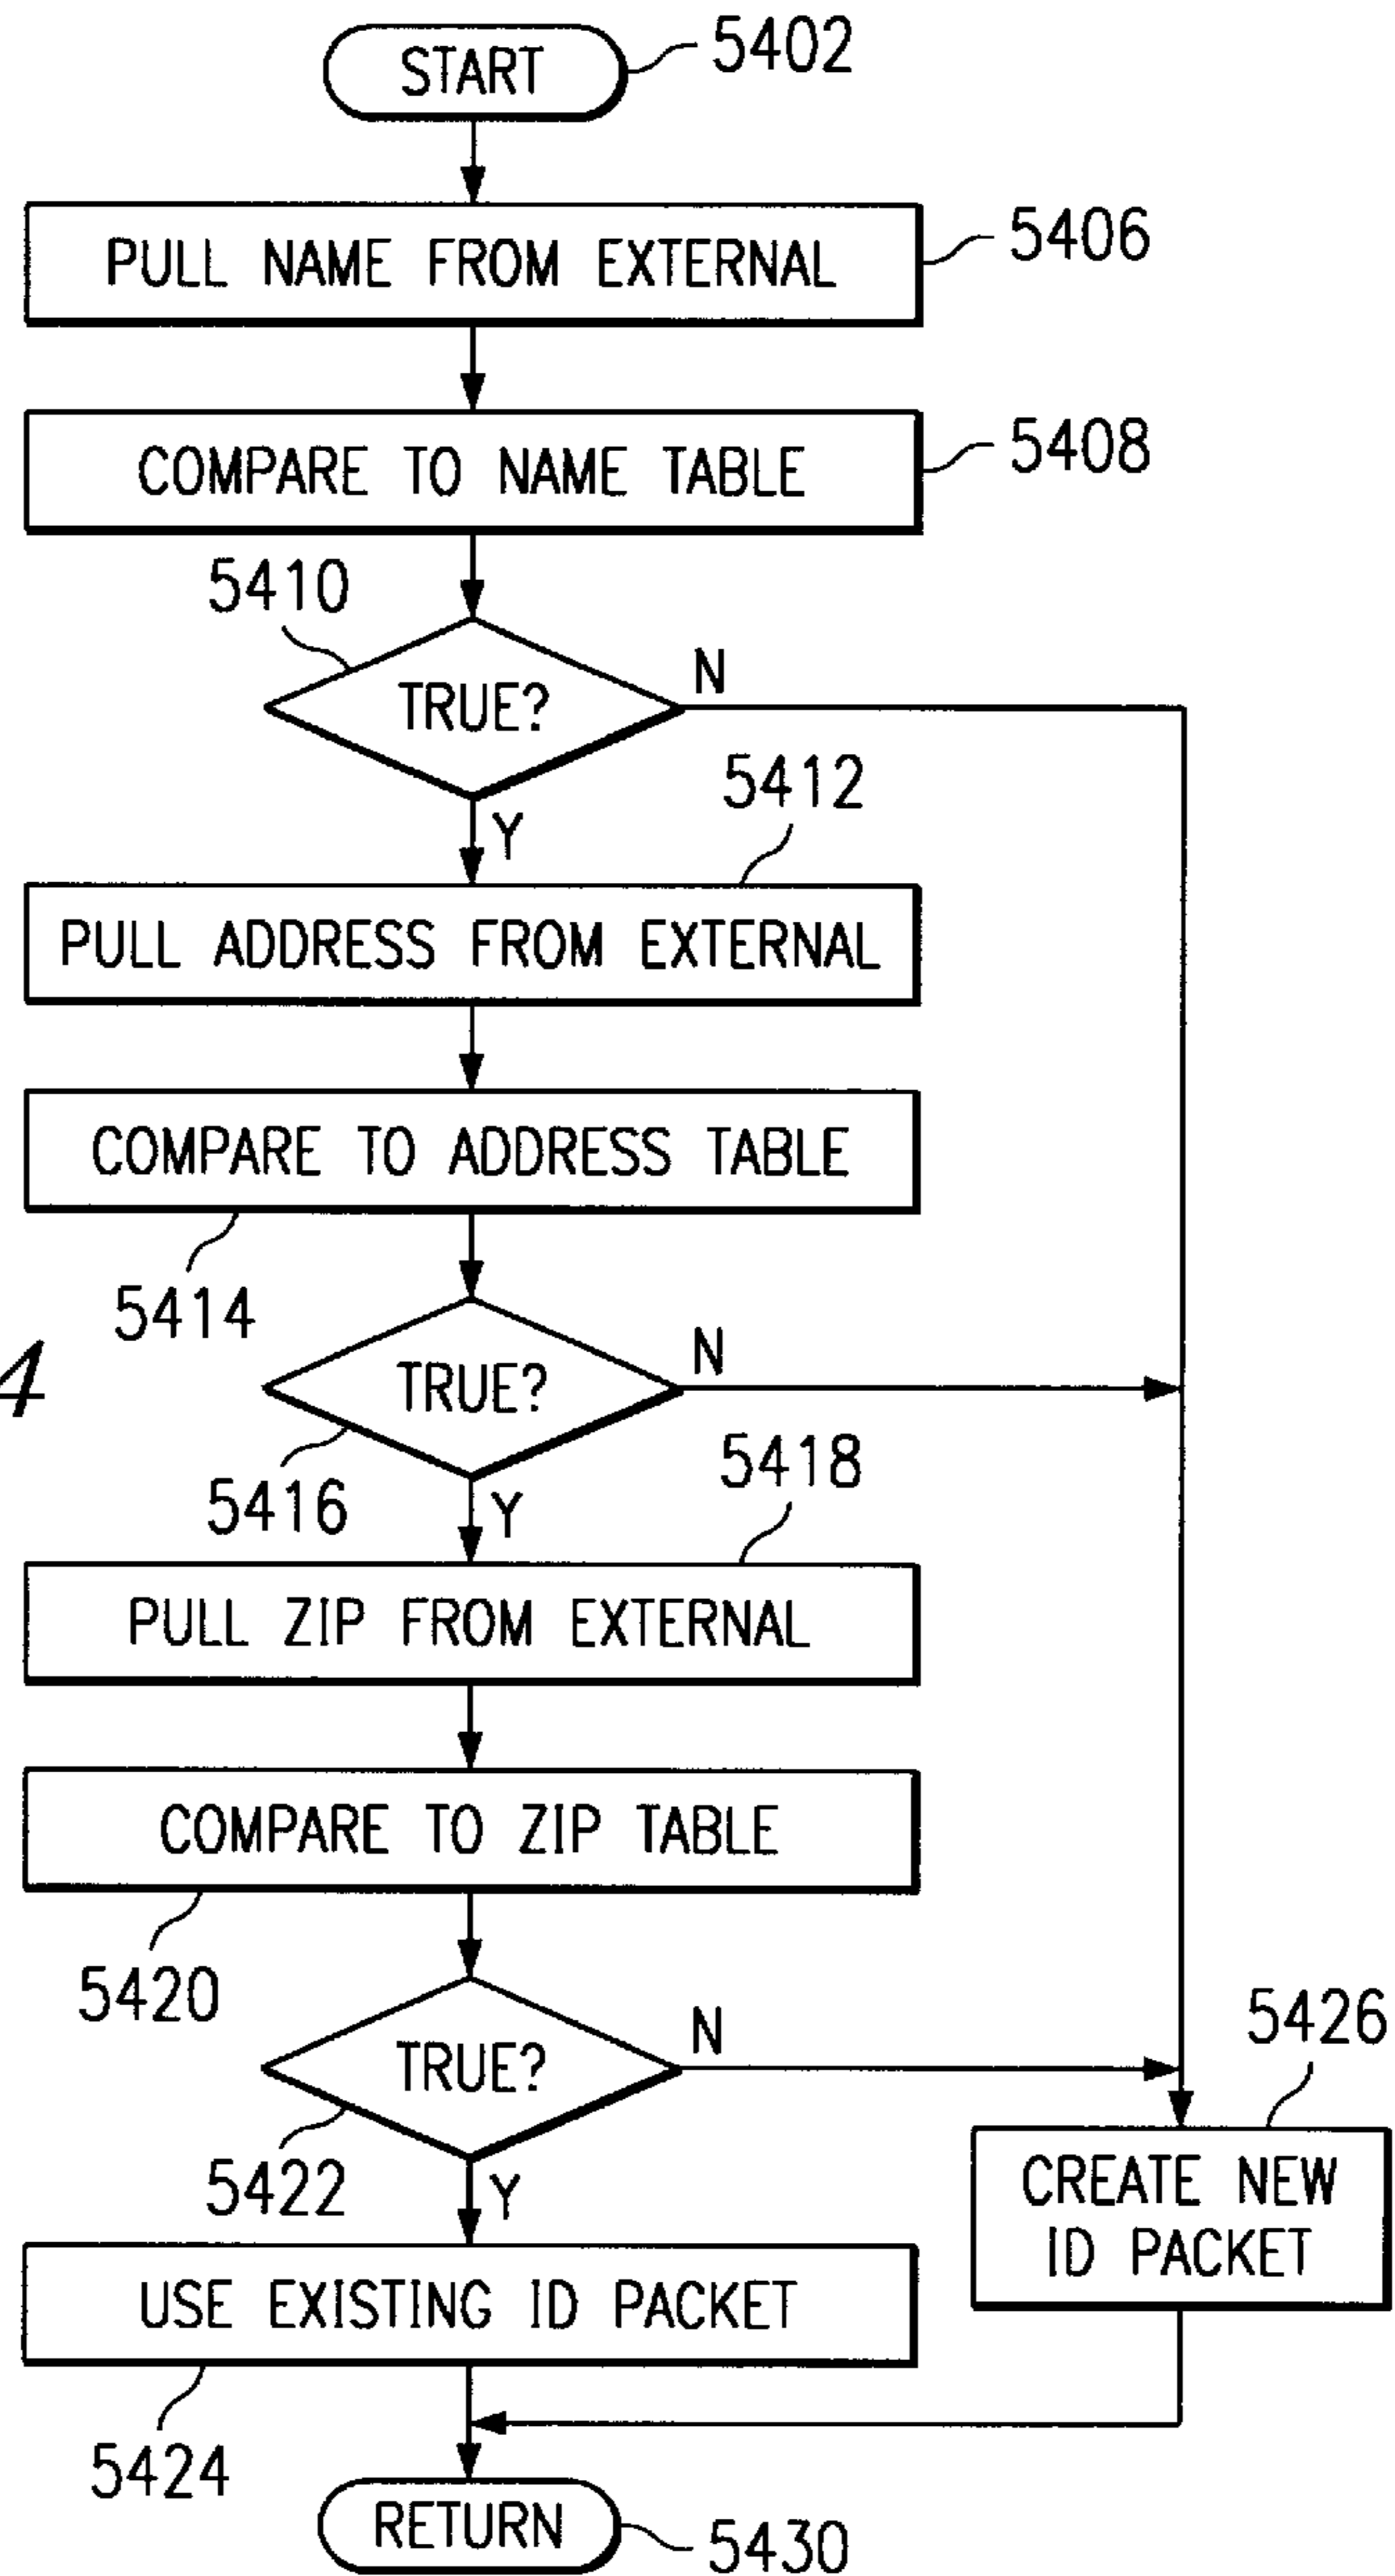 START
5402
PULL NAME FROM EXTERNAL
5406
COMPARE TO NAME TABLE
5408
5410
TRUE?
N
Y
5412
PULL ADDRESS FROM EXTERNAL
COMPARE TO ADDRESS TABLE
5414
4
TRUE?
N
5416
Y
5418
PULL ZIP FROM EXTERNAL
COMPARE TO ZIP TABLE
5420
TRUE?
N
5426
5422
Y
CREATE NEW
ID PACKET
USE EXISTING ID PACKET
5424
RETURN
5430